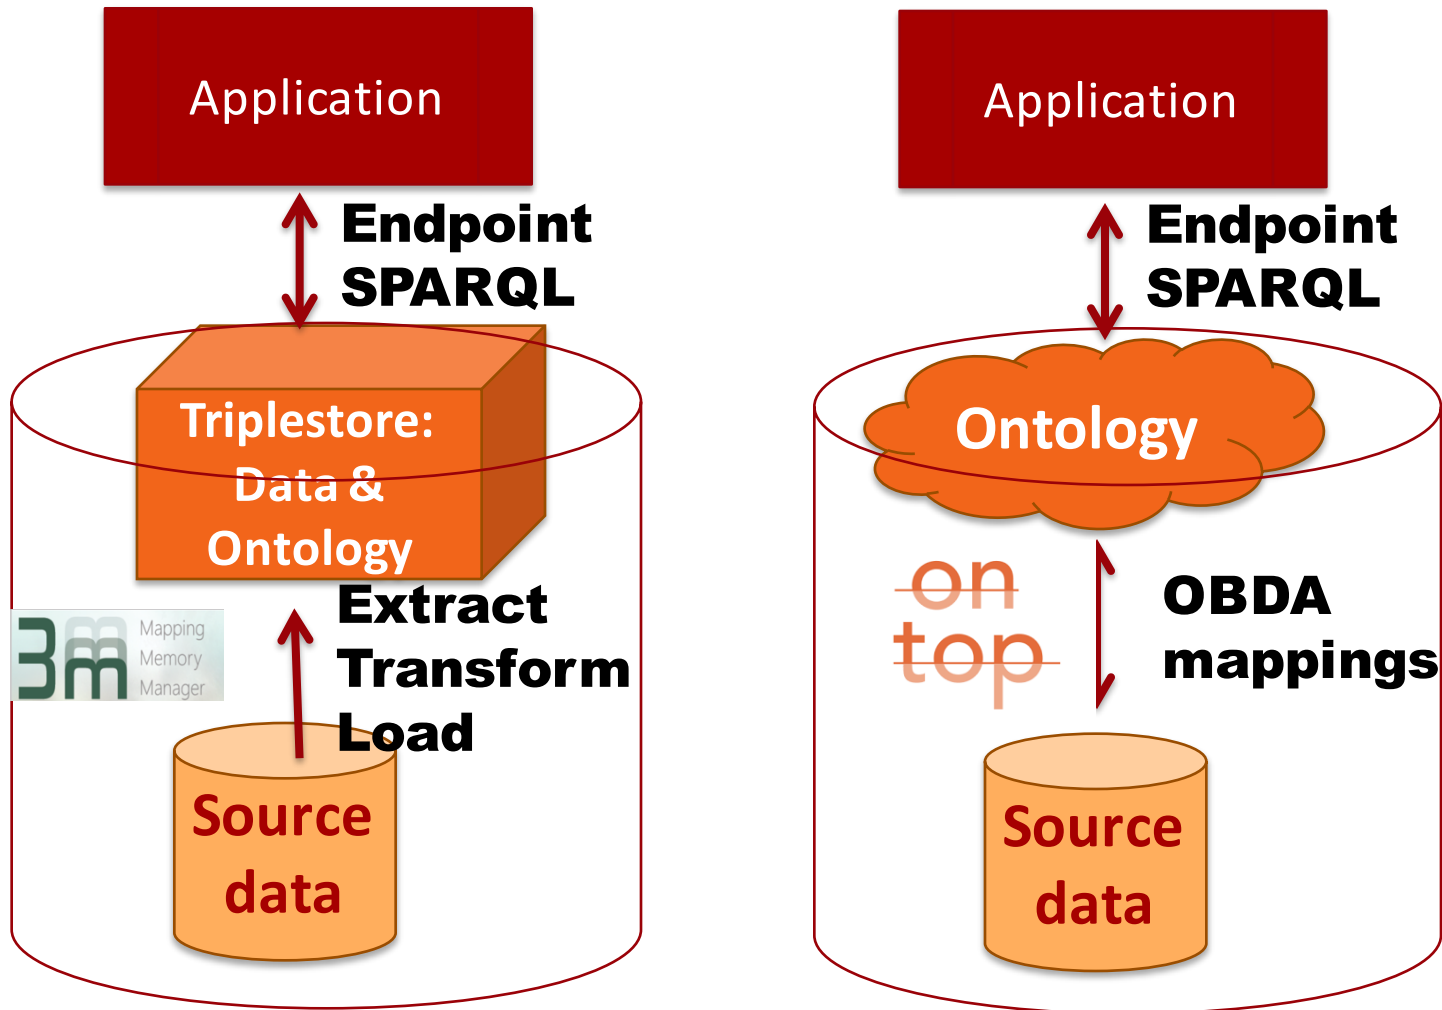 Application
Endpoint
SPARQL
Triplestore:
Data &
Ontology
3m
Mapping
Memory
Manager
Extract
Transform
Load
Source
data
Application
Endpoint
SPARQL
Ontology
on
top
OBDA
mappings
Source
data